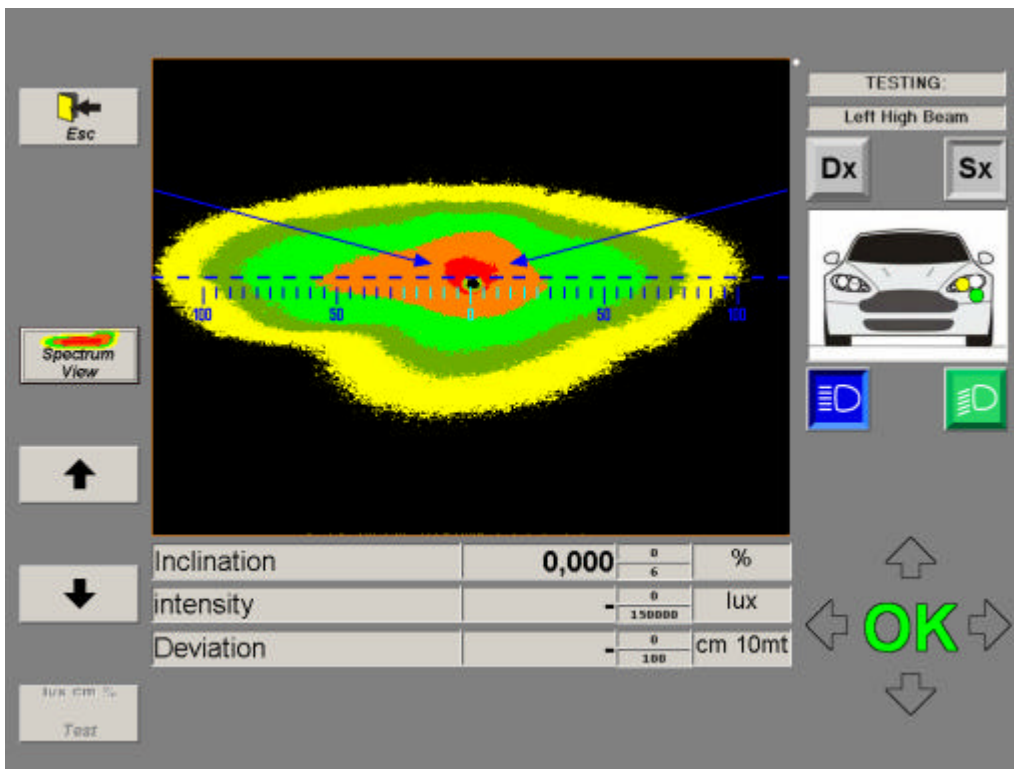 Esc
TESTING:
Left High Beam
Dx
Sx
Spectrum
View
100
50
0
50
100
Inclination
0,000
0
6
%
intensity
-
0
150000
lux
Deviation
-
0
100
cm 10mt
OK
lux cm %
Test